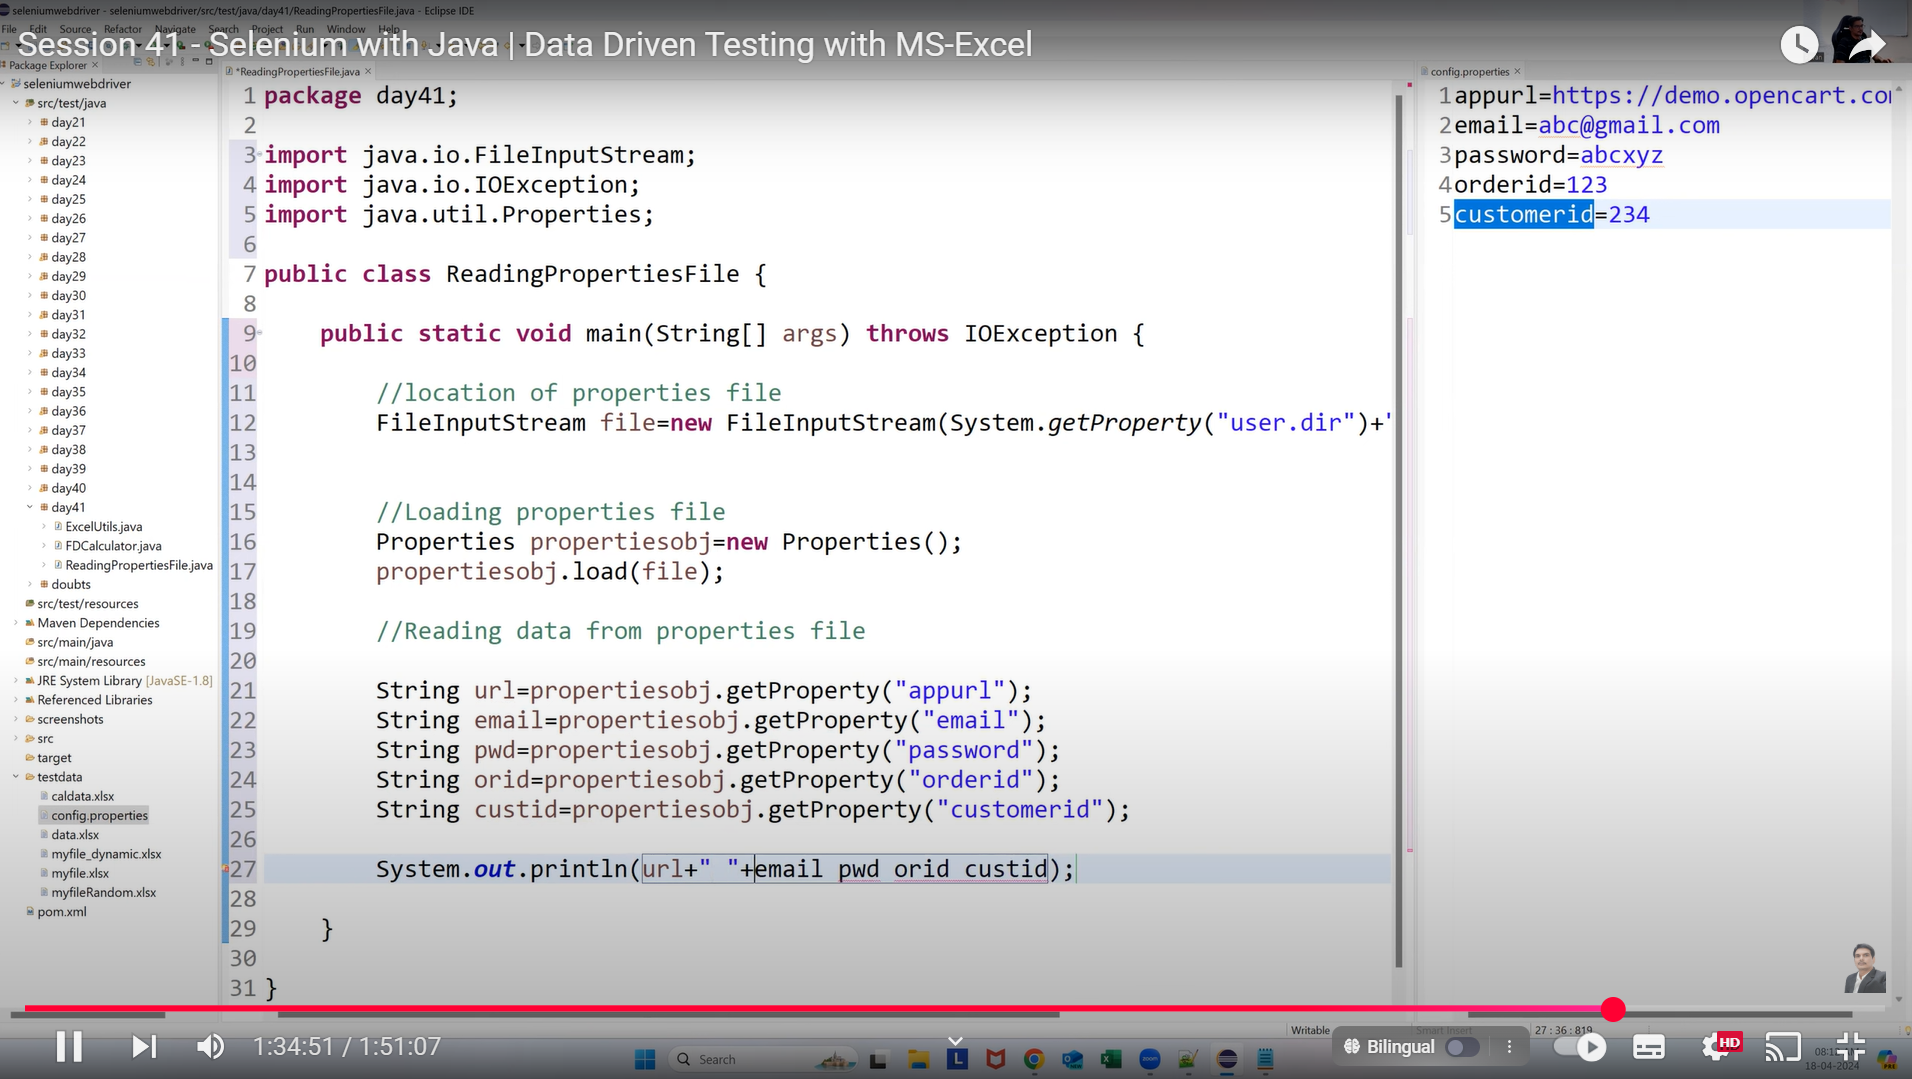 seleniumwebdriver - seleniumwebdriver/src/test/java/day41/ReadingPropertiesFile.java - Eclipse IDE
File Edit Source Refactor Navigate Search Project Run Window Help
Session 41 - Selenium with Java | Data Driven Testing with MS-Excel
Package Explorer
seleniumwebdriver
src/test/java
day21
day22
day23
day24
day25
day26
day27
day28
day29
day30
day31
day32
day33
day34
day35
day36
day37
day38
day39
day40
day41
ExcelUtils.java
FDCalculator.java
ReadingPropertiesFile.java
doubts
src/test/resources
Maven Dependencies
src/main/java
src/main/resources
JRE System Library [JavaSE-1.8]
Referenced Libraries
screenshots
src
target
testdata
caldata.xlsx
config.properties
data.xlsx
myfile_dynamic.xlsx
myfile.xlsx
myfileRandom.xlsx
pom.xml
*ReadingPropertiesFile.java
1 package day41;
2
3 import java.io.FileInputStream;
4 import java.io.IOException;
5 import java.util.Properties;
6
7 public class ReadingPropertiesFile {
8
9 public static void main(String[] args) throws IOException {
10
11 //location of properties file
12 FileInputStream file=new FileInputStream(System.getProperty("user.dir")+"
13
14
15 //Loading properties file
16 Properties propertiesobj=new Properties();
17 propertiesobj.load(file);
18
19 //Reading data from properties file
20
21 String url=propertiesobj.getProperty("appurl");
22 String email=propertiesobj.getProperty("email");
23 String pwd=propertiesobj.getProperty("password");
24 String orid=propertiesobj.getProperty("orderid");
25 String custid=propertiesobj.getProperty("customerid");
26
27 System.out.println(url+" "+email pwd orid custid);
28
29 }
30
31 }
config.properties
1 appurl=https://demo.opencart.com
2 email=abc@gmail.com
3 password=abcxyz
4 orderid=123
5 customerid=234
Writable Smart Insert 27 : 36 : 819
1:34:51 / 1:51:07
Search
Bilingual
HD
18-04-2024